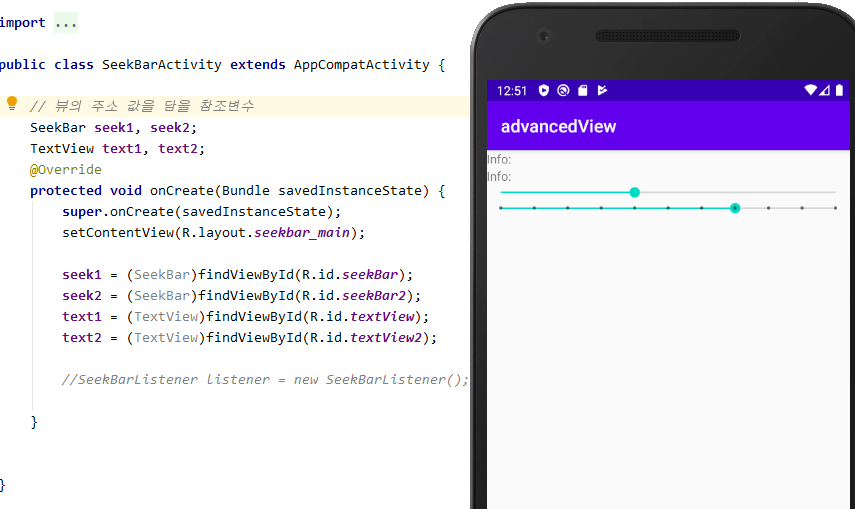 import ...
public class SeekBarActivity extends AppCompatActivity {
// 뷰의 주소 값을 담을 참조변수
SeekBar seek1, seek2;
TextView text1, text2;
@Override
protected void onCreate(Bundle savedInstanceState) {
super.onCreate(savedInstanceState);
setContentView(R.layout.seekbar_main);
seek1 = (SeekBar)findViewById(R.id.seekBar);
seek2 = (SeekBar)findViewById(R.id.seekBar2);
text1 = (TextView)findViewById(R.id.textView);
text2 = (TextView)findViewById(R.id.textView2);
//SeekBarListener listener = new SeekBarListener();
}
}
12:51
advancedView
Info:
Info: